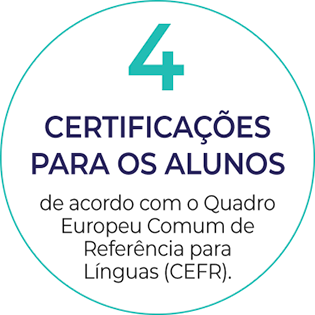 4
CERTIFICAÇÕES
PARA OS ALUNOS
de acordo com o Quadro
Europeu Comum de
Referência para
Línguas (CEFR).